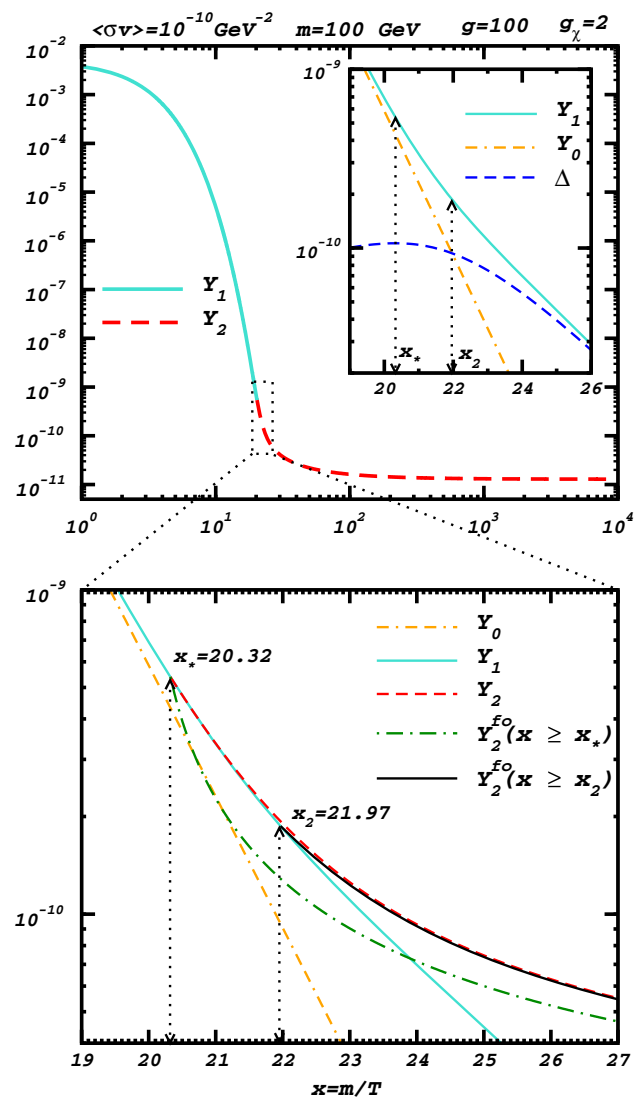 <σv>=10^-10 GeV^-2 m=100 GeV g=100 g_χ=2
10^-2
10^-3
10^-4
10^-5
10^-6
10^-7
10^-8
10^-9
10^-10
10^-11
10^0 10^1 10^2 10^3 10^4
Y_1
Y_2
10^-9
10^-10
Y_1
Y_0
Δ
x_* x_2
20 22 24 26
10^-9
10^-10
Y_0
Y_1
Y_2
Y_2^fo(x ≥ x_*)
Y_2^fo(x ≥ x_2)
x_*=20.32
x_2=21.97
19 20 21 22 23 24 25 26 27
x=m/T